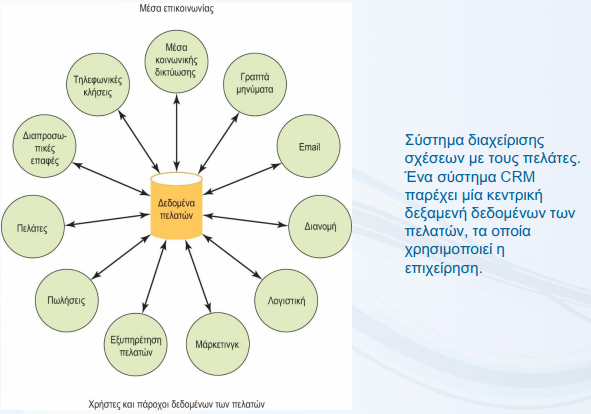 Μέσα επικοινωνίας
Μέσα
κοινωνικής
δικτύωσης
Τηλεφωνικές
κλήσεις
Γραπτά
μηνύματα
Διαπροσω-
πικές
επαφές
Email
Δεδομένα
πελατών
Πελάτες
Διανομή
Πωλήσεις
Λογιστική
Εξυπηρέτηση
πελατών
Μάρκετινγκ
Χρήστες και πάροχοι δεδομένων των πελατών
Σύστημα διαχείρισης
σχέσεων με τους πελάτες.
Ένα σύστημα CRM
παρέχει μία κεντρική
δεξαμενή δεδομένων των
πελατών, τα οποία
χρησιμοποιεί η
επιχείρηση.